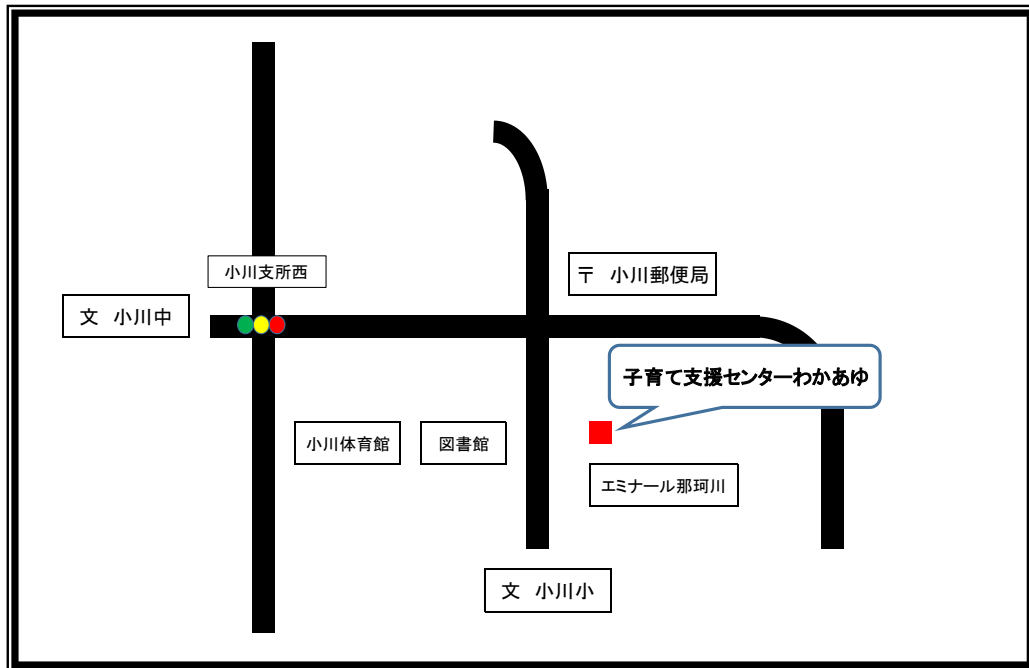 小川支所西
〒 小川郵便局
文 小川中
子育て支援センターわかあゆ
小川体育館
図書館
エミナール那珂川
文 小川小